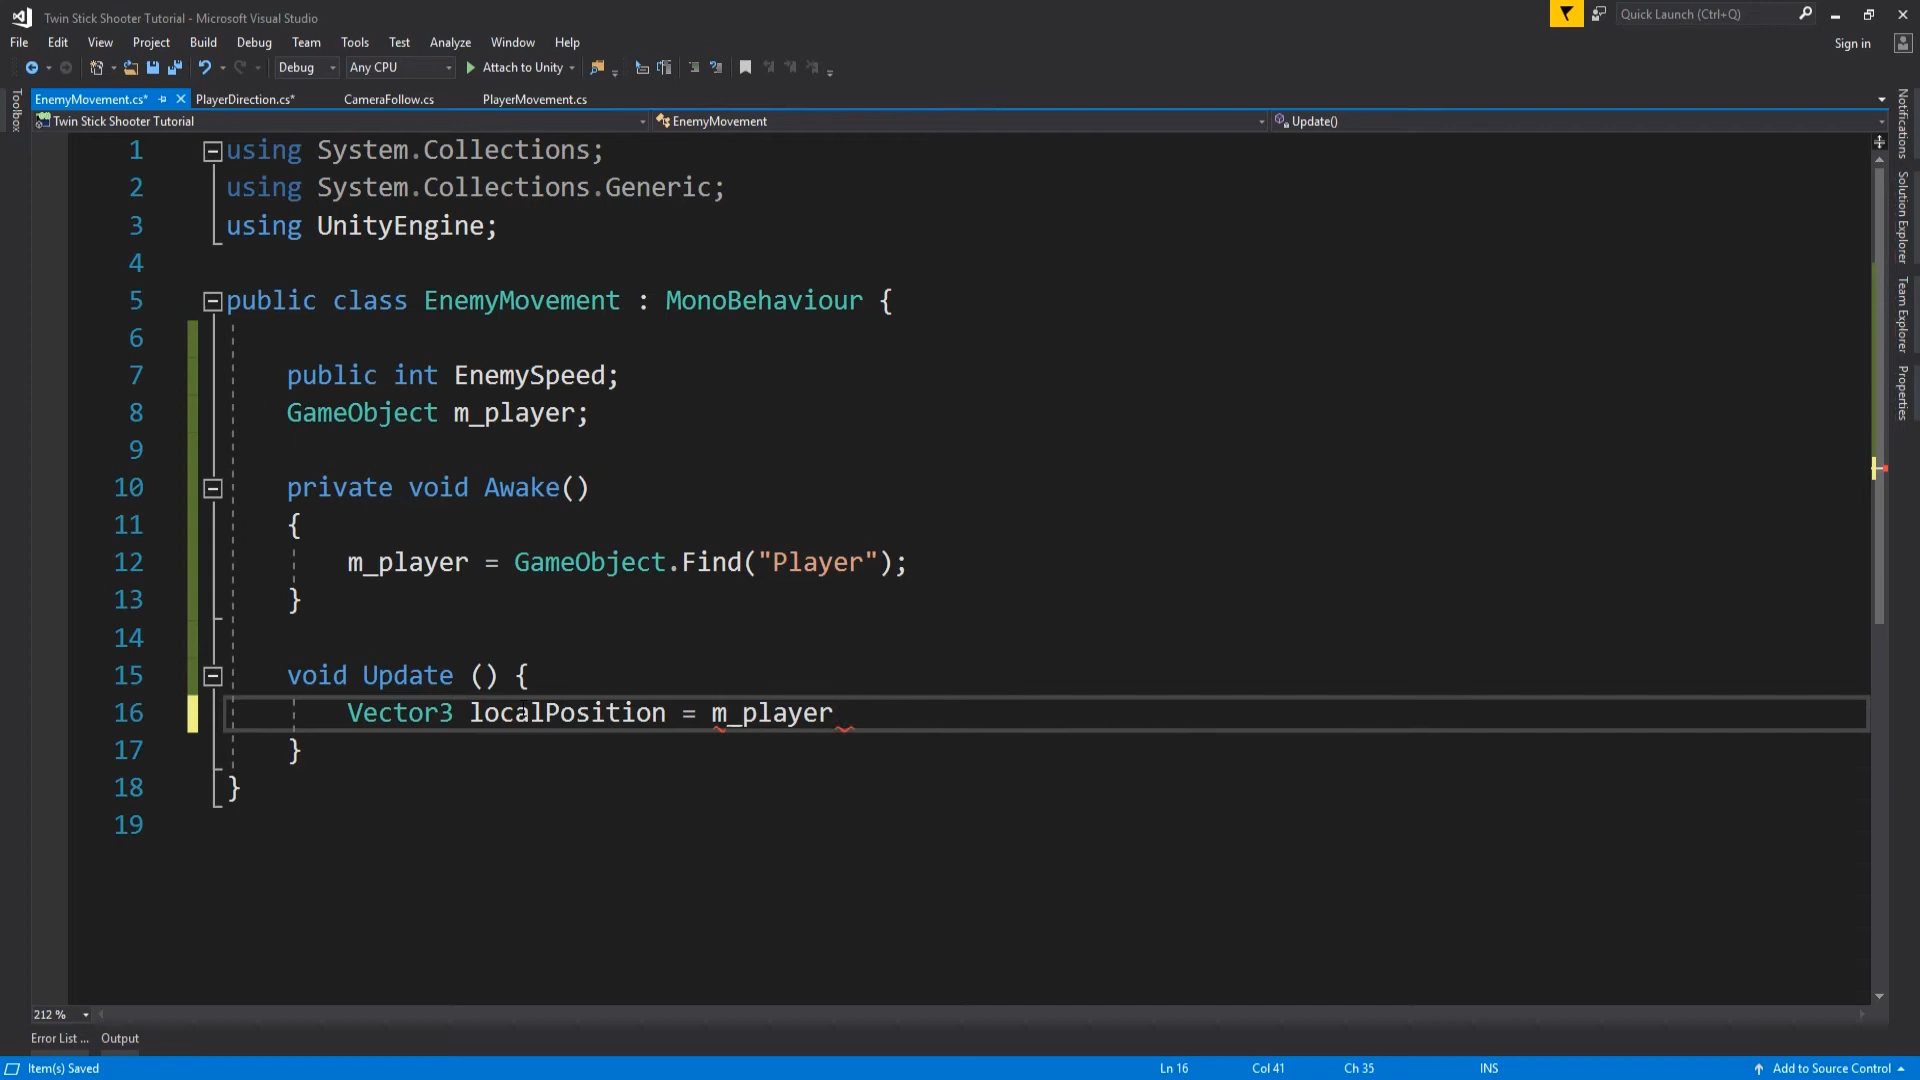 Twin Stick Shooter Tutorial - Microsoft Visual Studio
Quick Launch (Ctrl+Q)
File Edit View Project Build Debug Team Tools Test Analyze Window Help
Sign in
Debug Any CPU Attach to Unity
EnemyMovement.cs* PlayerDirection.cs* CameraFollow.cs PlayerMovement.cs
Twin Stick Shooter Tutorial EnemyMovement Update()
Toolbox
Notifications
Solution Explorer
Team Explorer
Properties
1 using System.Collections;
2 using System.Collections.Generic;
3 using UnityEngine;
4
5 public class EnemyMovement : MonoBehaviour {
6
7 public int EnemySpeed;
8 GameObject m_player;
9
10 private void Awake()
11 {
12 m_player = GameObject.Find("Player");
13 }
14
15 void Update () {
16 Vector3 localPosition = m_player
17 }
18 }
19
212 %
Error List ... Output
Item(s) Saved Ln 16 Col 41 Ch 35 INS Add to Source Control